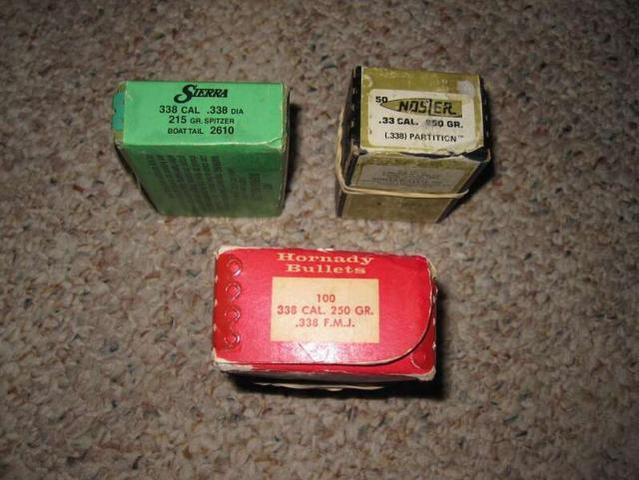 SIERRA
338 CAL .338 DIA
215 GR. SPITZER
BOAT TAIL 2610
50 NOSLER
.33 CAL. 250 GR.
(.338) PARTITION™
Hornady
Bullets
100
338 CAL. 250 GR.
.338 F.M.J.